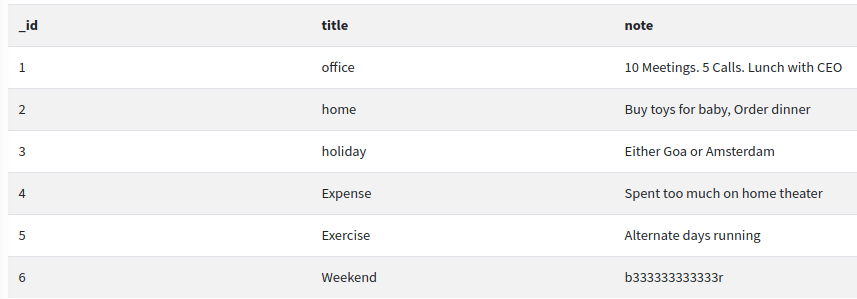 _id title note
1 office 10 Meetings. 5 Calls. Lunch with CEO
2 home Buy toys for baby, Order dinner
3 holiday Either Goa or Amsterdam
4 Expense Spent too much on home theater
5 Exercise Alternate days running
6 Weekend b333333333333r